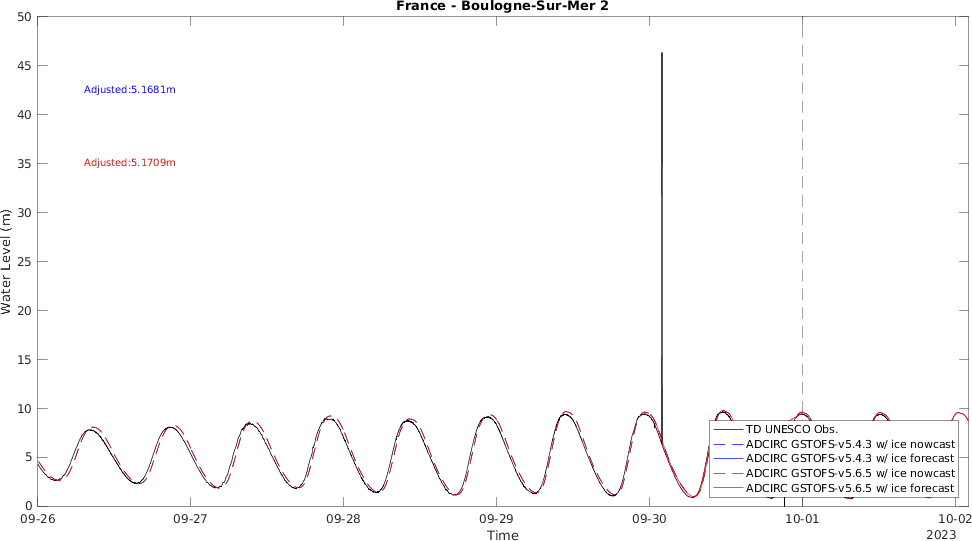 France - Boulogne-Sur-Mer 2
50
45
40
35
30
25
20
15
10
5
0
Water Level (m)
Adjusted:5.1681m
Adjusted:5.1709m
TD UNESCO Obs.
ADCIRC GSTOFS-v5.4.3 w/ ice nowcast
ADCIRC GSTOFS-v5.4.3 w/ ice forecast
ADCIRC GSTOFS-v5.6.5 w/ ice nowcast
ADCIRC GSTOFS-v5.6.5 w/ ice forecast
09-26 09-27 09-28 09-29 09-30 10-01 10-02
Time
2023